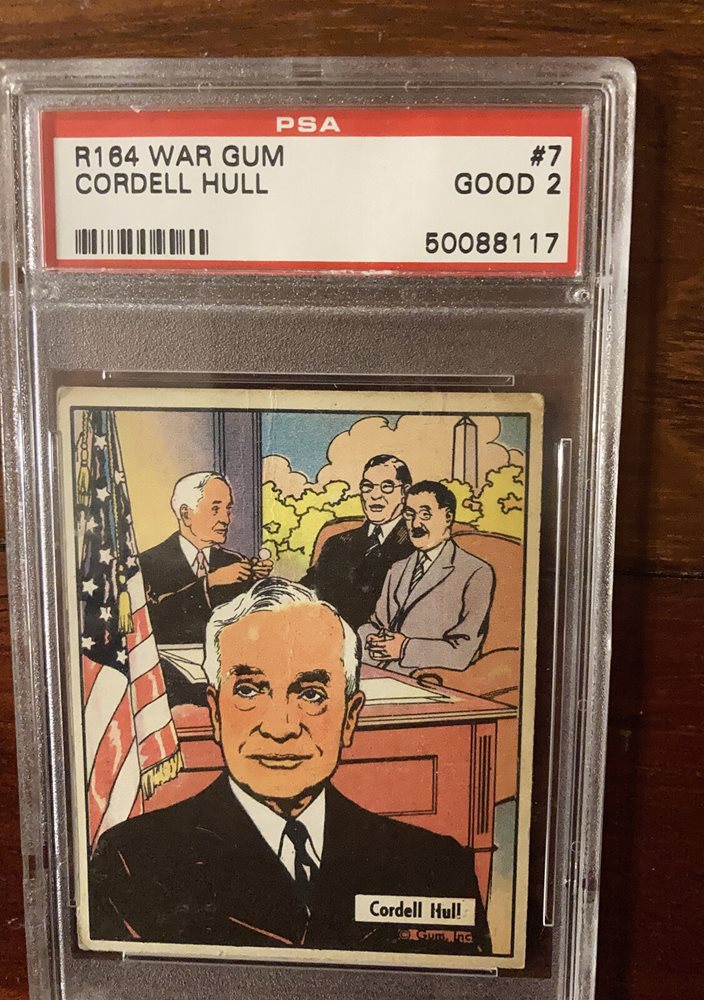 PSA
R164 WAR GUM #7
CORDELL HULL GOOD 2
50088117
Cordell Hull
© Gum, Inc